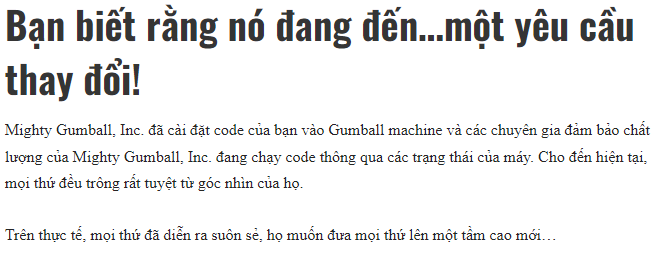 Bạn biết rằng nó đang đến...một yêu cầu
thay đổi!
Mighty Gumball, Inc. đã cài đặt code của bạn vào Gumball machine và các chuyên gia đảm bảo chất
lượng của Mighty Gumball, Inc. đang chạy code thông qua các trạng thái của máy. Cho đến hiện tại,
mọi thứ đều trông rất tuyệt từ góc nhìn của họ.
Trên thực tế, mọi thứ đã diễn ra suôn sẻ, họ muốn đưa mọi thứ lên một tầm cao mới…